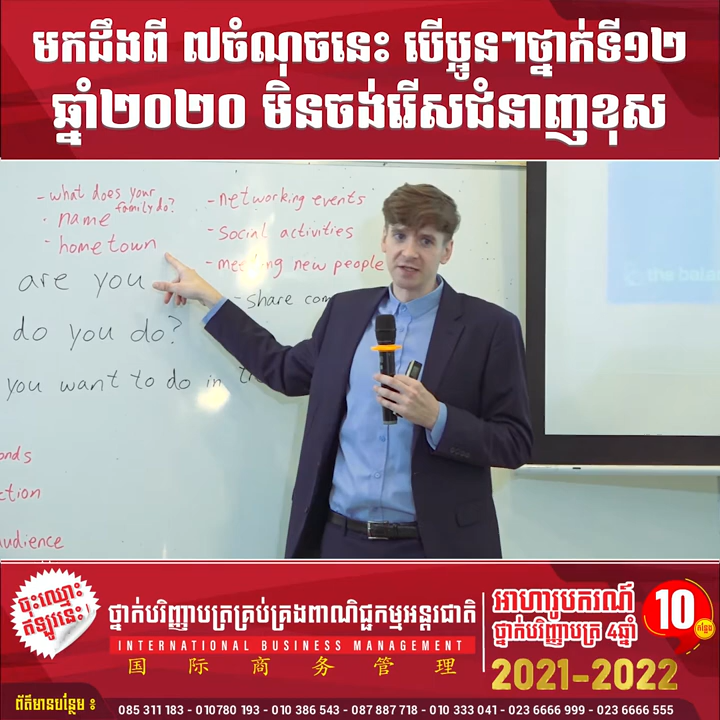 មកដឹងពី ៧ចំណុចនេះ បើប្អូនៗថ្នាក់ទី១២
ឆ្នាំ២០២០ មិនចង់រើសជំនាញខុស
- what does your
family do?
- name
- hometown
are you
do you do?
you want to do in the
onds
ction
audience
- networking events
- social activities
- meeting new people
- share com
the bala
ចុះឈ្មោះ
ឥឡូវនេះ!
ថ្នាក់បរិញ្ញាបត្រគ្រប់គ្រងពាណិជ្ជកម្មអន្តរជាតិ
INTERNATIONAL BUSINESS MANAGEMENT
国 际 商 务 管 理
អាហារូបករណ៍
ថ្នាក់បរិញ្ញាបត្រ 4ឆ្នាំ
10
កន្លែង
2021-2022
ព័ត៌មានបន្ថែម ៖
085 311 183 - 010780 193 - 010 386 543 - 087 887 718 - 010 333 041 - 023 6666 999 - 023 6666 555